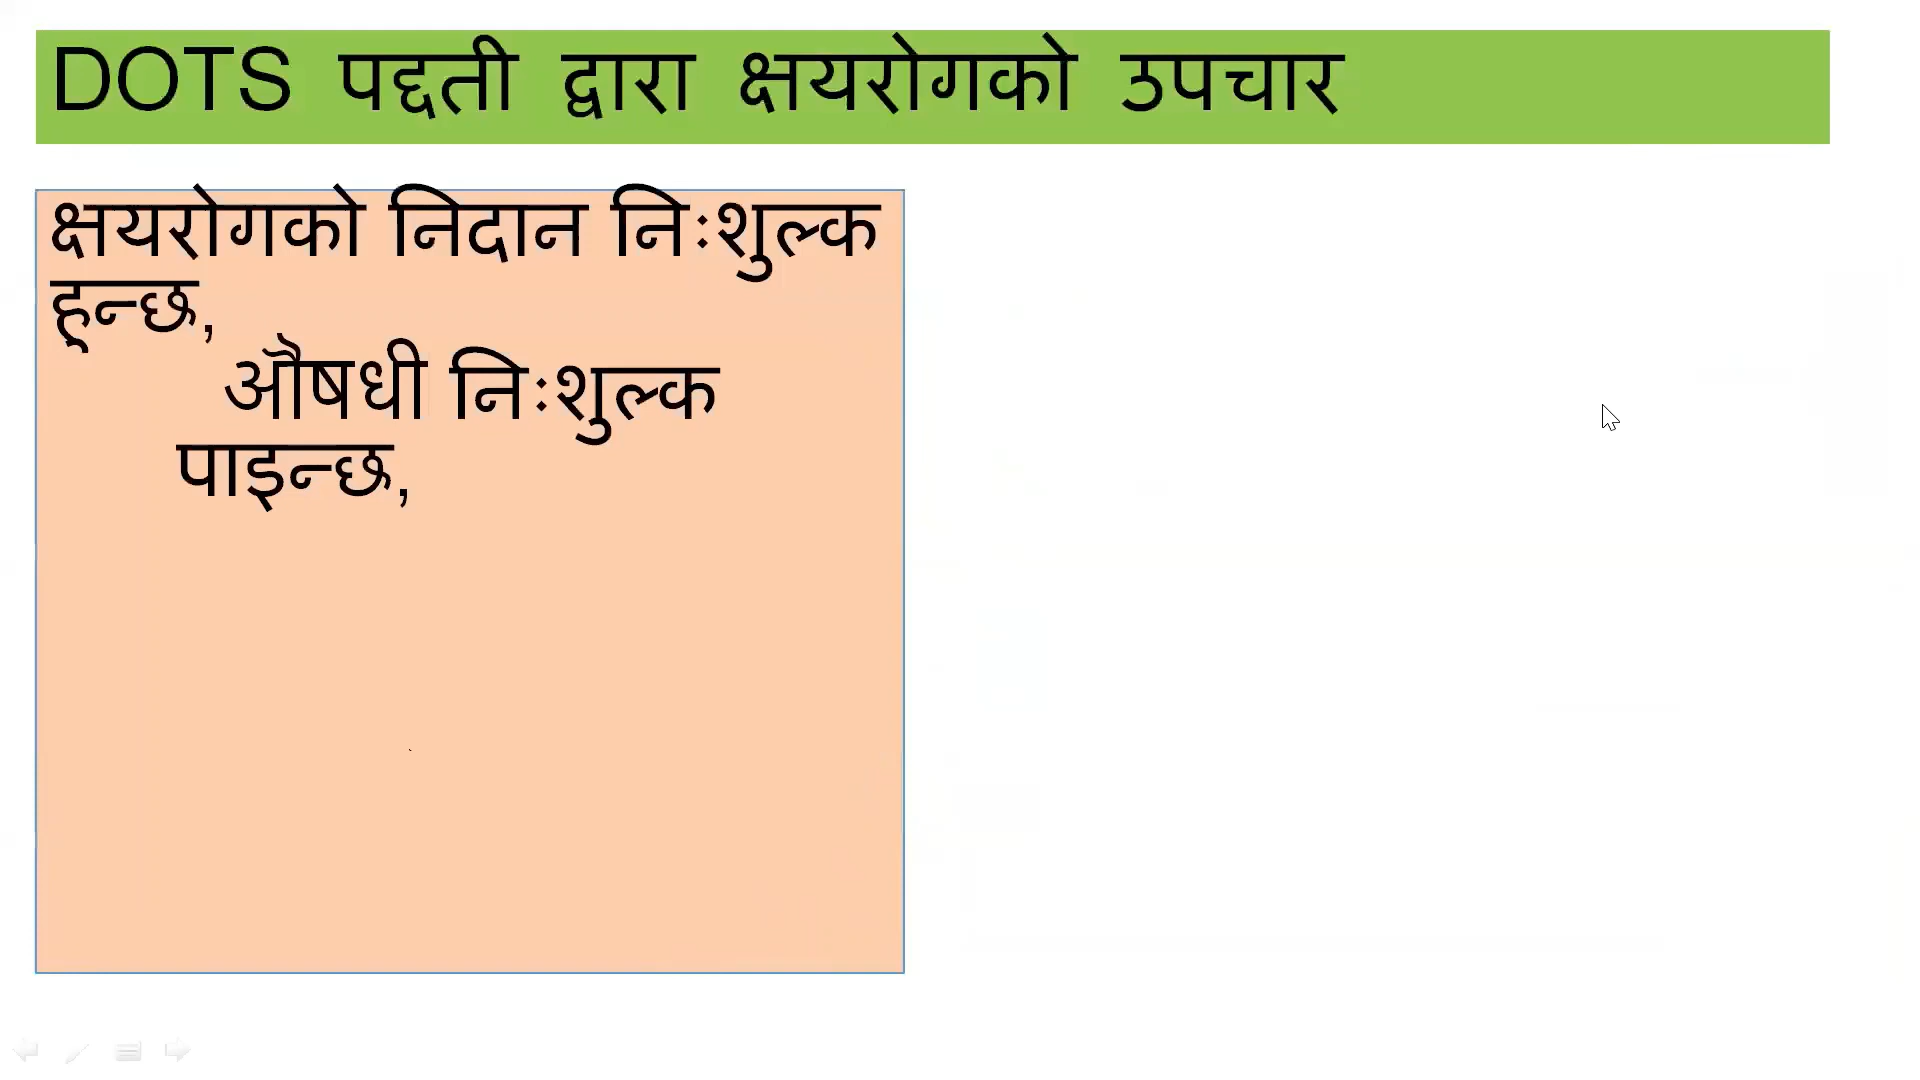 DOTS पद्दती द्वारा क्षयरोगको उपचार
क्षयरोगको निदान निःशुल्क
हुन्छ,
औषधी निःशुल्क
पाइन्छ,